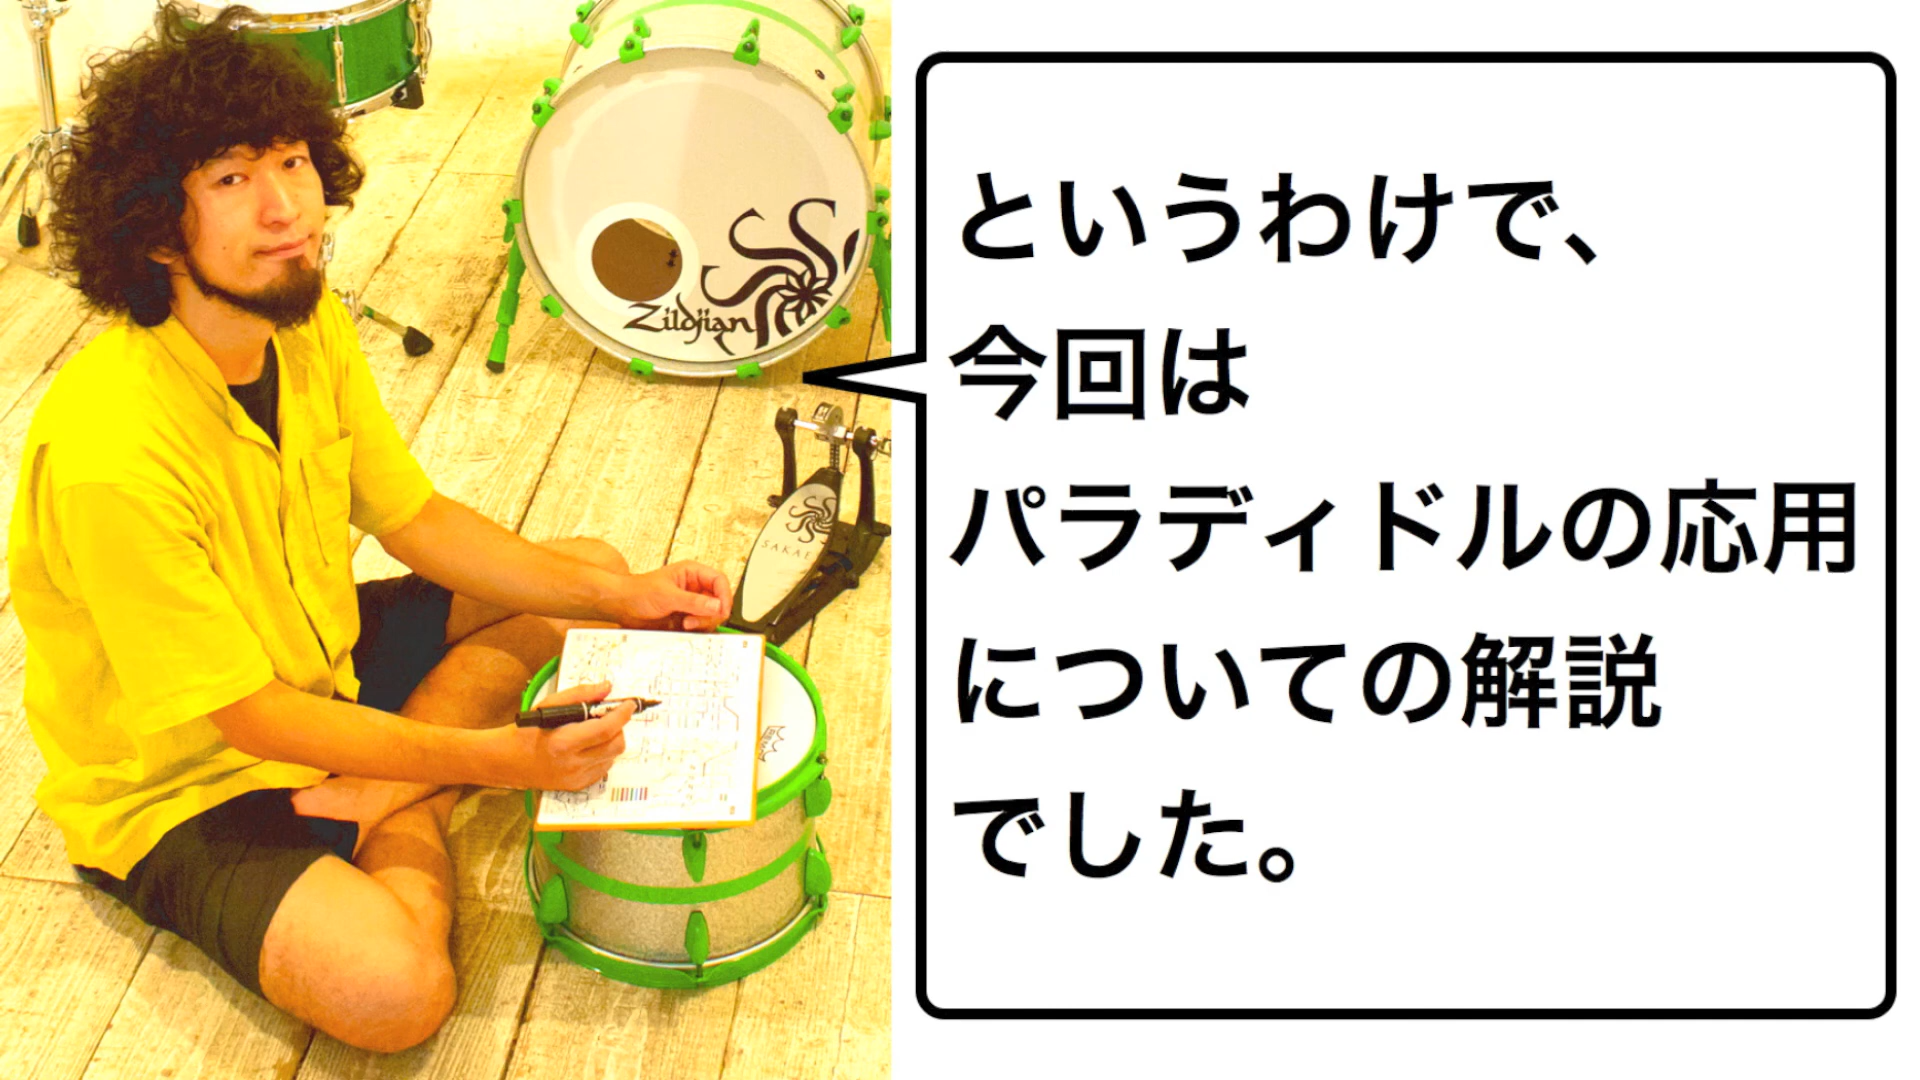 というわけで、
今回は
パラディドルの応用
についての解説
でした。
Zildjian
SAKAE
REMO